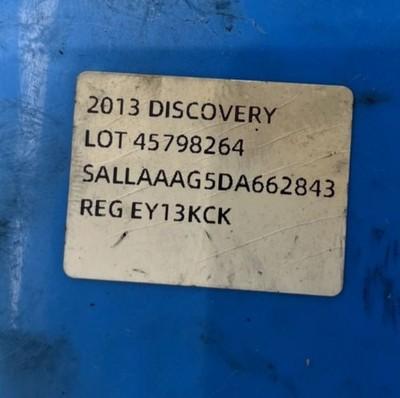 2013 DISCOVERY
LOT 45798264
SALLAAAG5DA662843
REG EY13KCK